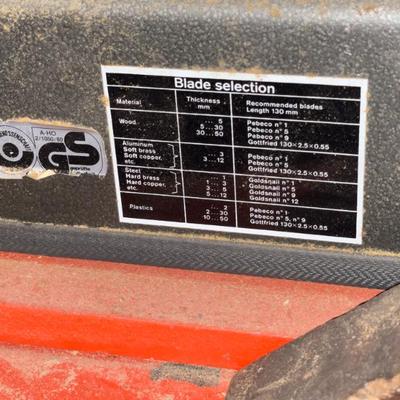 Blade selection
Material Thickness mm Recommended blades Length 130 mm
Wood ... 5 Pebeco n° 1
5 ... 30 Pebeco n° 5
30 ... 50 Pebeco n° 9
Gottfried 130×2.5×0.55
Aluminum ... 3 Pebeco n° 1
Soft brass 3 ... 12 Pebeco n° 5
Soft copper, Gottfried 130×2.5×0.55
etc.
Steel ... 1 Goldsnail n° 1
Hard brass 1 ... 3 Goldsnail n° 5
Hard copper, 3 ... 5 Goldsnail n° 9
etc. 5 ... Goldsnail n° 12
Plastics ... 2 Pebeco n° 1
2 ... 30 Pebeco n° 5, n° 9
10 ... 50 Gottfried 130×2.5×0.55
A-HO
GS
geprüfte